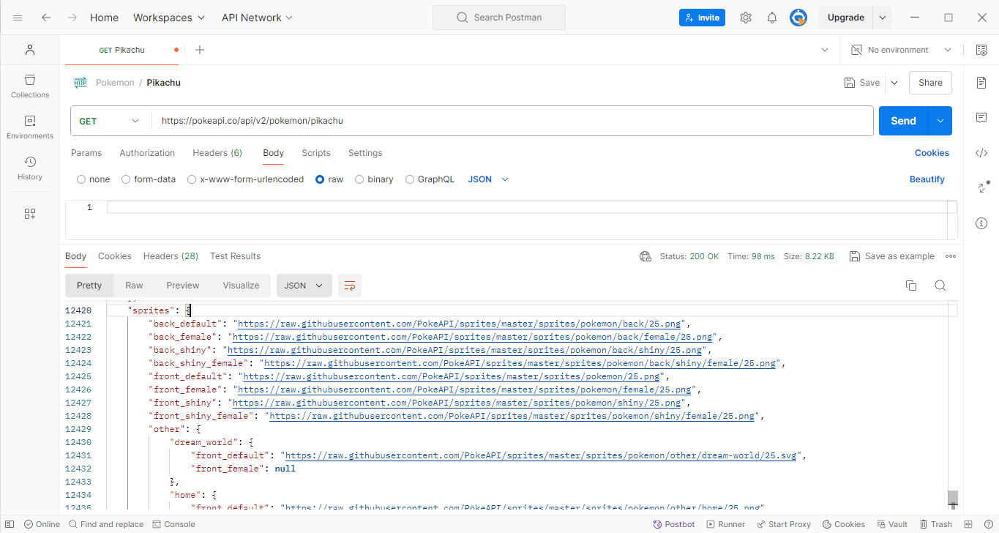 Home Workspaces API Network Search Postman Invite Upgrade
GET Pikachu No environment
Collections
Environments
History
HTTP Pokemon / Pikachu Save Share
GET https://pokeapi.co/api/v2/pokemon/pikachu Send
Params Authorization Headers (6) Body Scripts Settings Cookies
none form-data x-www-form-urlencoded raw binary GraphQL JSON Beautify
1
Body Cookies Headers (28) Test Results Status: 200 OK Time: 98 ms Size: 8.22 KB Save as example
Pretty Raw Preview Visualize JSON
12420 "sprites": {
12421 "back_default": "https://raw.githubusercontent.com/PokeAPI/sprites/master/sprites/pokemon/back/25.png",
12422 "back_female": "https://raw.githubusercontent.com/PokeAPI/sprites/master/sprites/pokemon/back/female/25.png",
12423 "back_shiny": "https://raw.githubusercontent.com/PokeAPI/sprites/master/sprites/pokemon/back/shiny/25.png",
12424 "back_shiny_female": "https://raw.githubusercontent.com/PokeAPI/sprites/master/sprites/pokemon/back/shiny/female/25.png",
12425 "front_default": "https://raw.githubusercontent.com/PokeAPI/sprites/master/sprites/pokemon/25.png",
12426 "front_female": "https://raw.githubusercontent.com/PokeAPI/sprites/master/sprites/pokemon/female/25.png",
12427 "front_shiny": "https://raw.githubusercontent.com/PokeAPI/sprites/master/sprites/pokemon/shiny/25.png",
12428 "front_shiny_female": "https://raw.githubusercontent.com/PokeAPI/sprites/master/sprites/pokemon/shiny/female/25.png",
12429 "other": {
12430 "dream_world": {
12431 "front_default": "https://raw.githubusercontent.com/PokeAPI/sprites/master/sprites/pokemon/other/dream-world/25.svg",
12432 "front_female": null
12433 },
12434 "home": {
12435 "front_default": "https://raw.githubusercontent.com/PokeAPI/sprites/master/sprites/pokemon/other/home/25.png"
Online Find and replace Console Postbot Runner Start Proxy Cookies Vault Trash